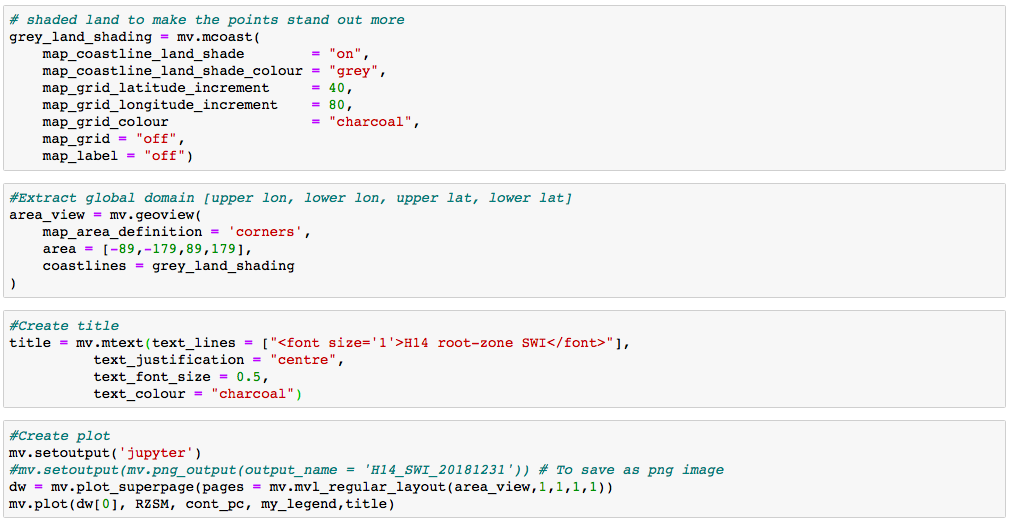 # shaded land to make the points stand out more
grey_land_shading = mv.mcoast(
    map_coastline_land_shade        = "on",
    map_coastline_land_shade_colour = "grey",
    map_grid_latitude_increment     = 40,
    map_grid_longitude_increment    = 80,
    map_grid_colour                 = "charcoal",
    map_grid = "off",
    map_label = "off")
#Extract global domain [upper lon, lower lon, upper lat, lower lat]
area_view = mv.geoview(
    map_area_definition = 'corners',
    area = [-89,-179,89,179],
    coastlines = grey_land_shading
)
#Create title
title = mv.mtext(text_lines = ["<font size='1'>H14 root-zone SWI</font>"],
          text_justification = "centre",
          text_font_size = 0.5,
          text_colour = "charcoal")
#Create plot
mv.setoutput('jupyter')
#mv.setoutput(mv.png_output(output_name = 'H14_SWI_20181231')) # To save as png image
dw = mv.plot_superpage(pages = mv.mvl_regular_layout(area_view,1,1,1,1))
mv.plot(dw[0], RZSM, cont_pc, my_legend,title)